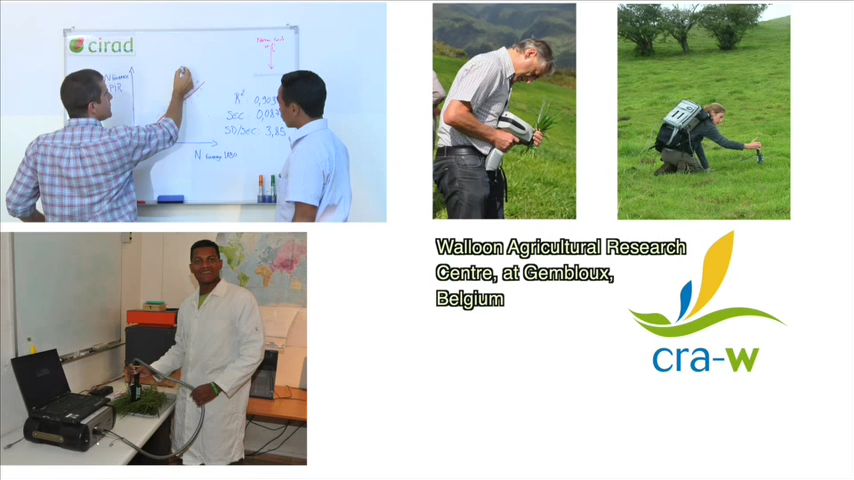 cirad
R² 0,903
SEC 0,087
SD/SEC 3,85
N
Walloon Agricultural Research
Centre, at Gembloux,
Belgium
cra-w